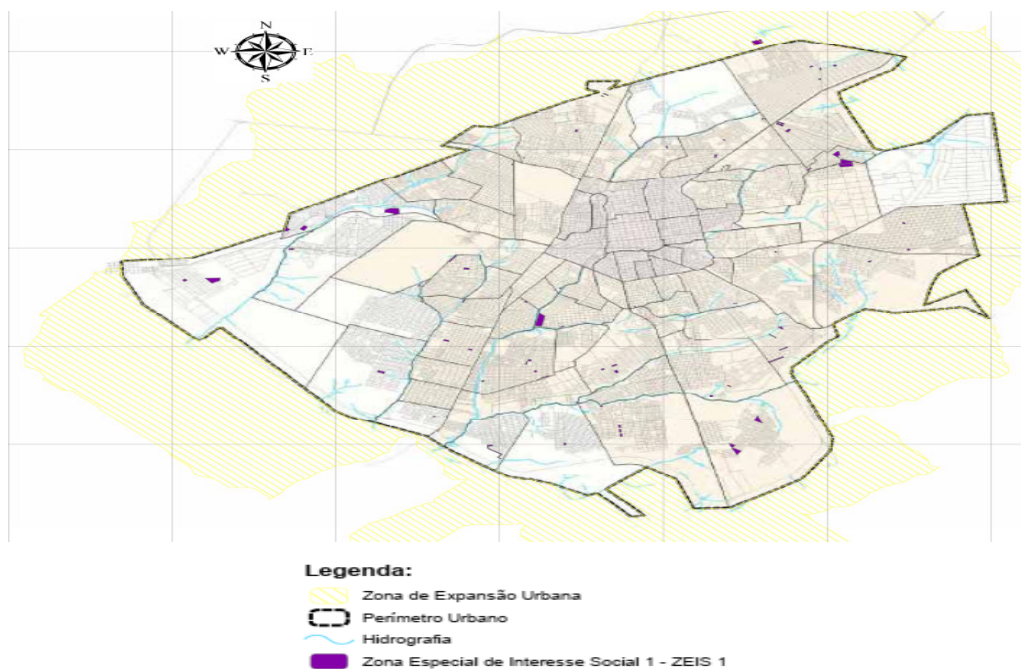 N
W E
S
Legenda:
Zona de Expansão Urbana
Perímetro Urbano
Hidrografia
Zona Especial de Interesse Social 1 - ZEIS 1